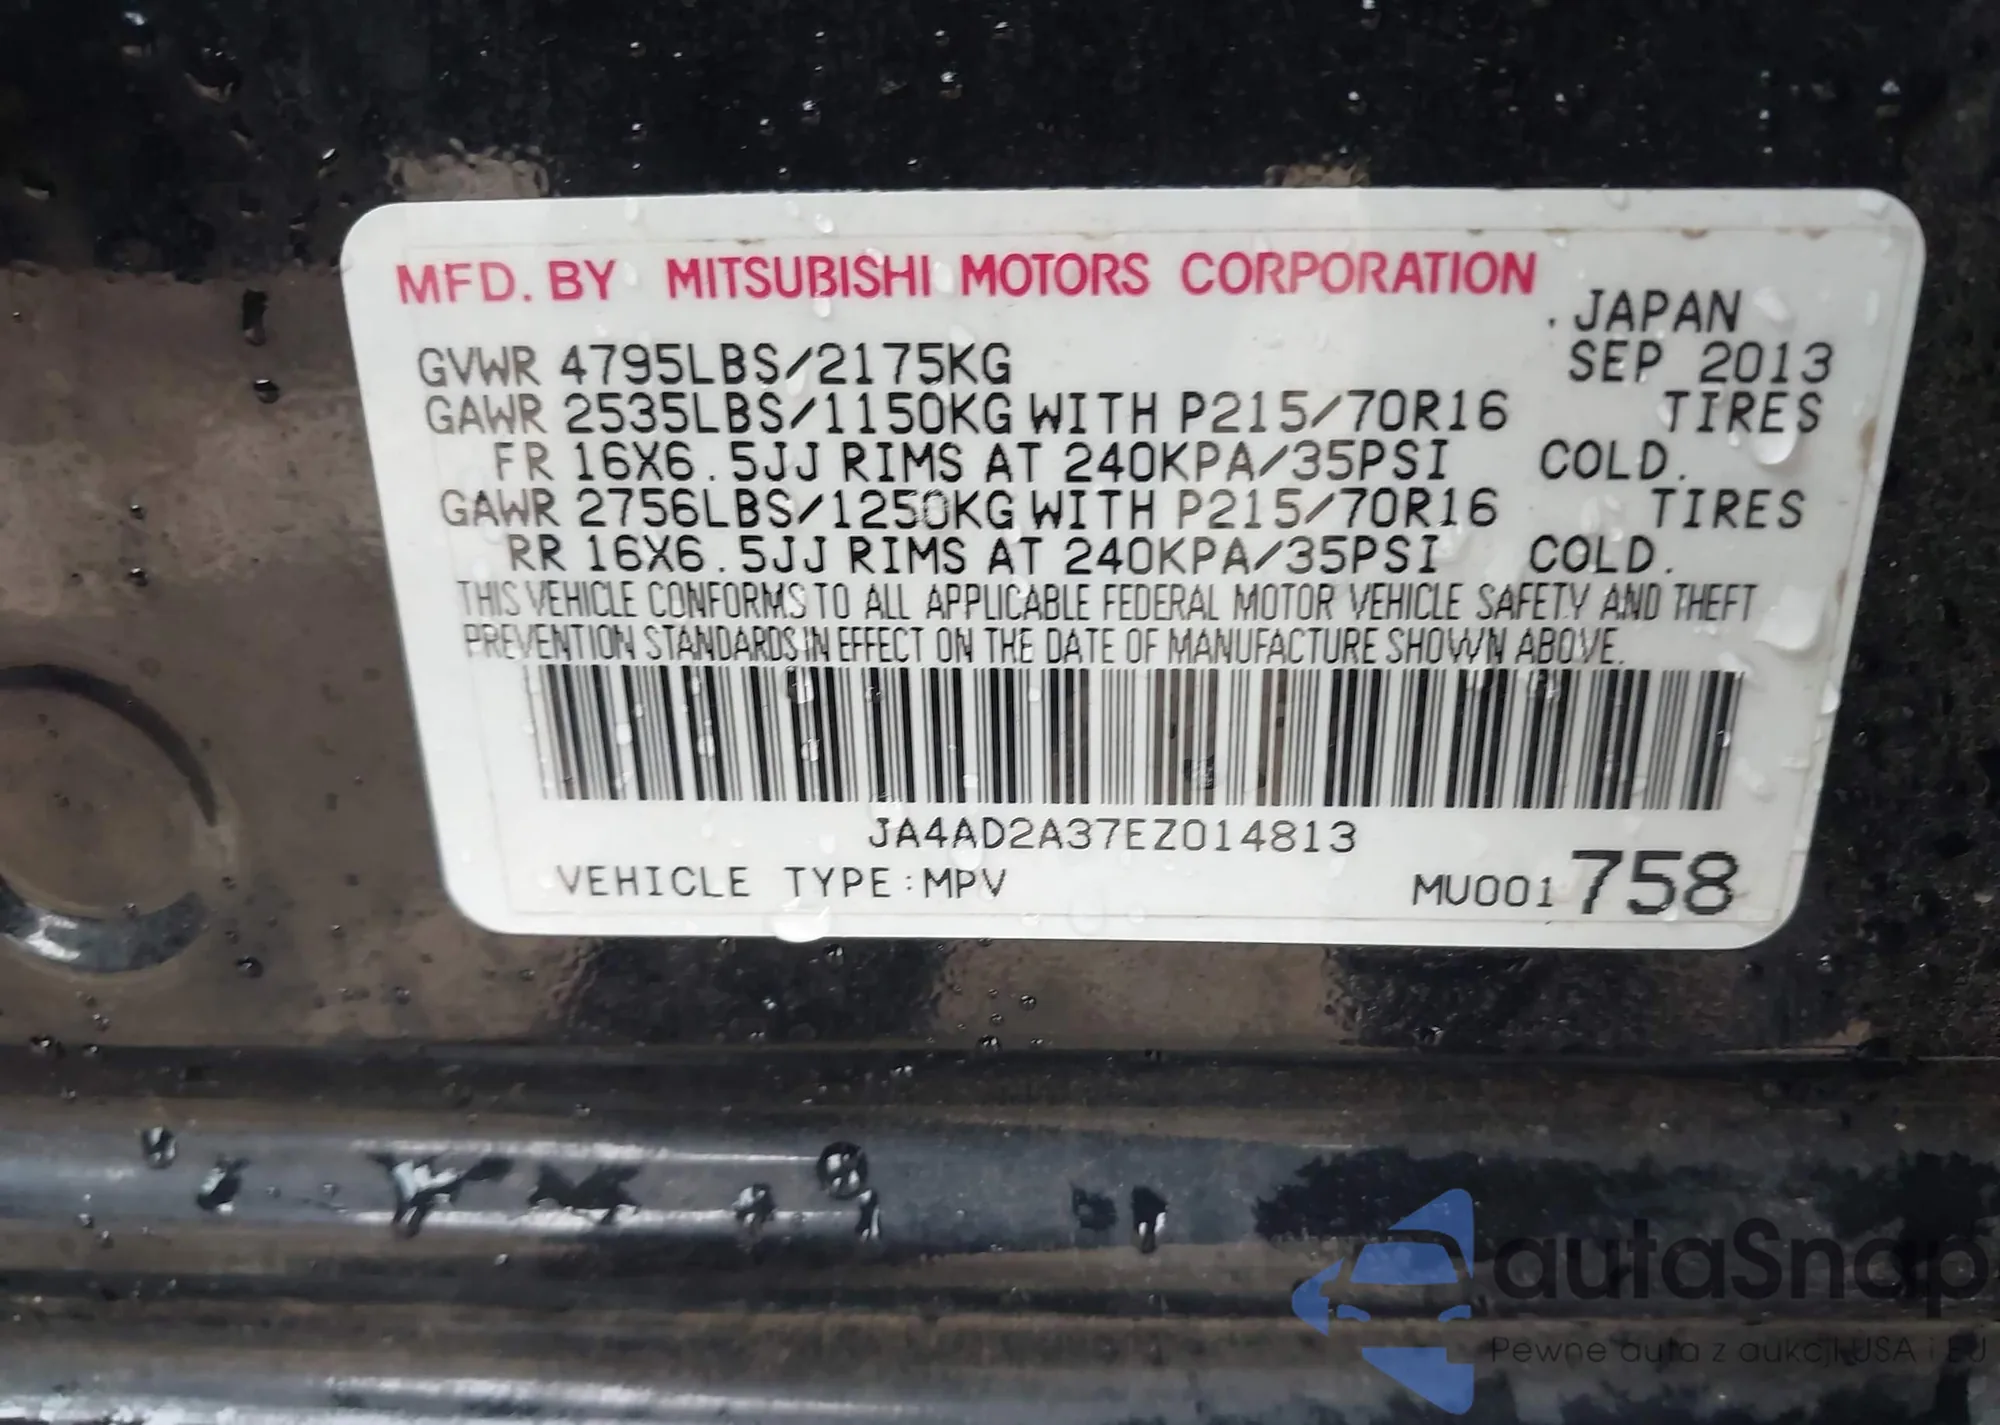 MFD. BY MITSUBISHI MOTORS CORPORATION
JAPAN
GVWR 4795LBS/2175KG SEP 2013
GAWR 2535LBS/1150KG WITH P215/70R16 TIRES
FR 16X6.5JJ RIMS AT 240KPA/35PSI COLD.
GAWR 2756LBS/1250KG WITH P215/70R16 TIRES
RR 16X6.5JJ RIMS AT 240KPA/35PSI COLD.
THIS VEHICLE CONFORMS TO ALL APPLICABLE FEDERAL MOTOR VEHICLE SAFETY AND THEFT
PREVENTION STANDARDS IN EFFECT ON THE DATE OF MANUFACTURE SHOWN ABOVE.
JA4AD2A37EZ014813
VEHICLE TYPE:MPV MU001758
autaSnap
Pewne auta z aukcji USA i EU